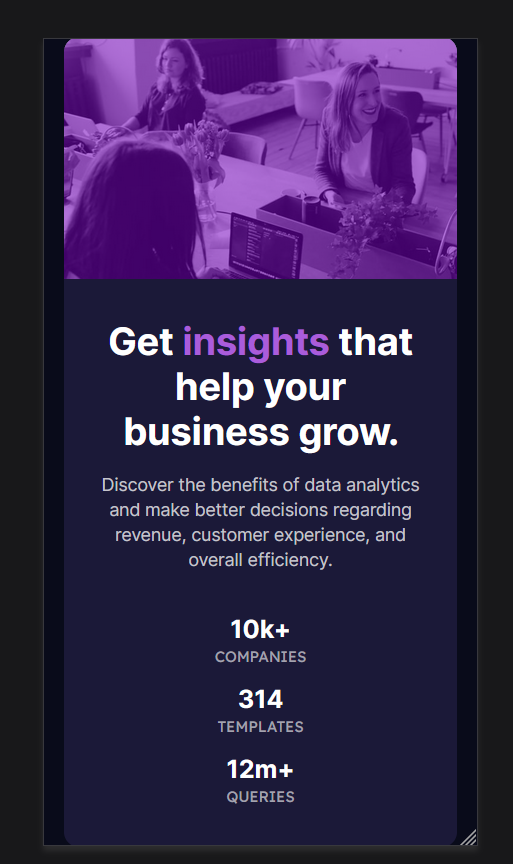 Get insights that
help your
business grow.
Discover the benefits of data analytics
and make better decisions regarding
revenue, customer experience, and
overall efficiency.
10k+
COMPANIES
314
TEMPLATES
12m+
QUERIES